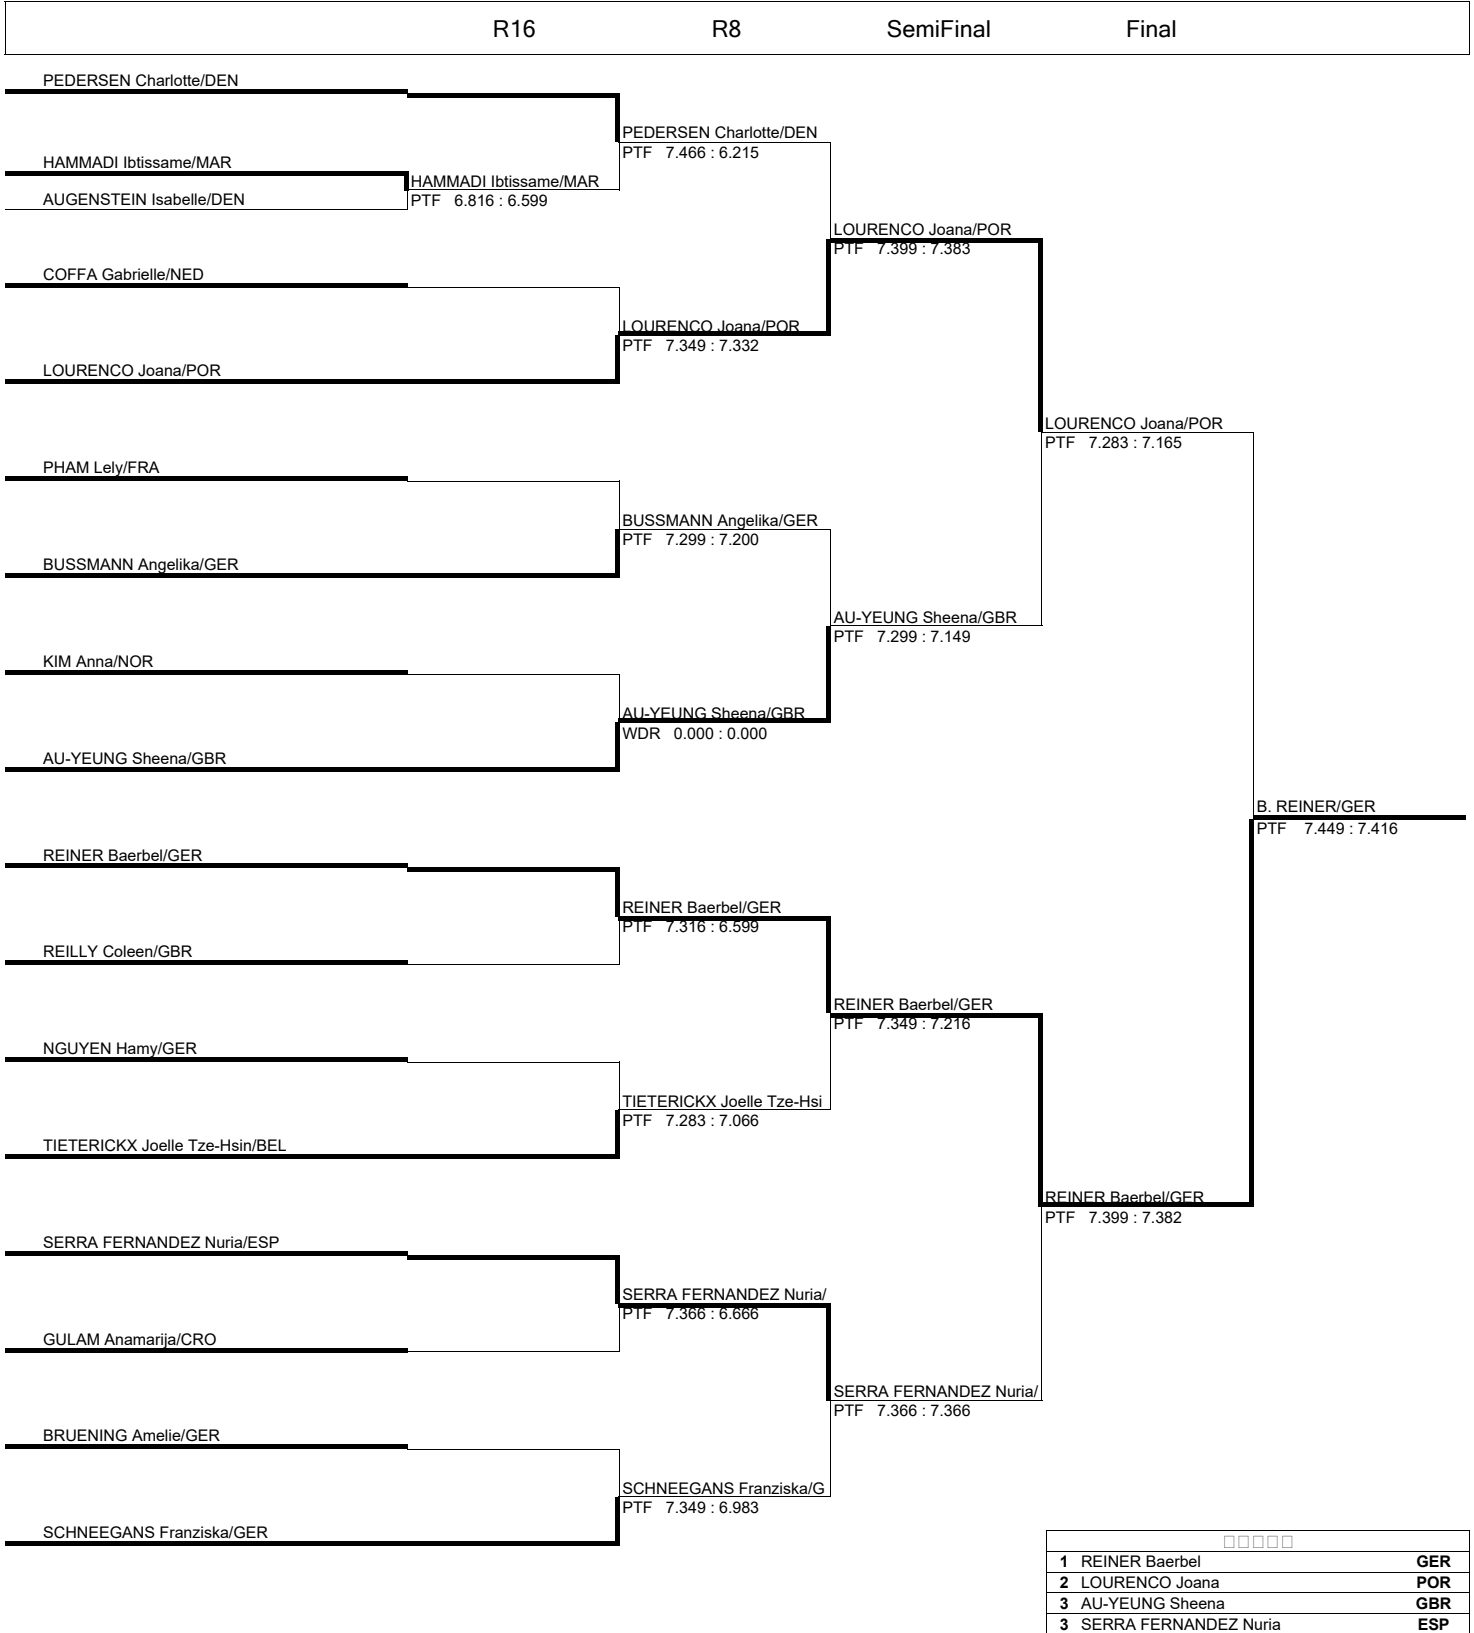 R16 R8 SemiFinal Final
PEDERSEN Charlotte/DEN
PEDERSEN Charlotte/DEN
PTF 7.466 : 6.215
HAMMADI Ibtissame/MAR
HAMMADI Ibtissame/MAR
AUGENSTEIN Isabelle/DEN
PTF 6.816 : 6.599
LOURENCO Joana/POR
PTF 7.399 : 7.383
COFFA Gabrielle/NED
LOURENCO Joana/POR
PTF 7.349 : 7.332
LOURENCO Joana/POR
LOURENCO Joana/POR
PTF 7.283 : 7.165
PHAM Lely/FRA
BUSSMANN Angelika/GER
PTF 7.299 : 7.200
BUSSMANN Angelika/GER
AU-YEUNG Sheena/GBR
PTF 7.299 : 7.149
KIM Anna/NOR
AU-YEUNG Sheena/GBR
WDR 0.000 : 0.000
AU-YEUNG Sheena/GBR
B. REINER/GER
PTF 7.449 : 7.416
REINER Baerbel/GER
REINER Baerbel/GER
PTF 7.316 : 6.599
REILLY Coleen/GBR
REINER Baerbel/GER
PTF 7.349 : 7.216
NGUYEN Hamy/GER
TIETERICKX Joelle Tze-Hsi
PTF 7.283 : 7.066
TIETERICKX Joelle Tze-Hsin/BEL
REINER Baerbel/GER
PTF 7.399 : 7.382
SERRA FERNANDEZ Nuria/ESP
SERRA FERNANDEZ Nuria/
PTF 7.366 : 6.666
GULAM Anamarija/CRO
SERRA FERNANDEZ Nuria/
PTF 7.366 : 7.366
BRUENING Amelie/GER
SCHNEEGANS Franziska/G
PTF 7.349 : 6.983
SCHNEEGANS Franziska/GER
□□□□□
1 REINER Baerbel GER
2 LOURENCO Joana POR
3 AU-YEUNG Sheena GBR
3 SERRA FERNANDEZ Nuria ESP